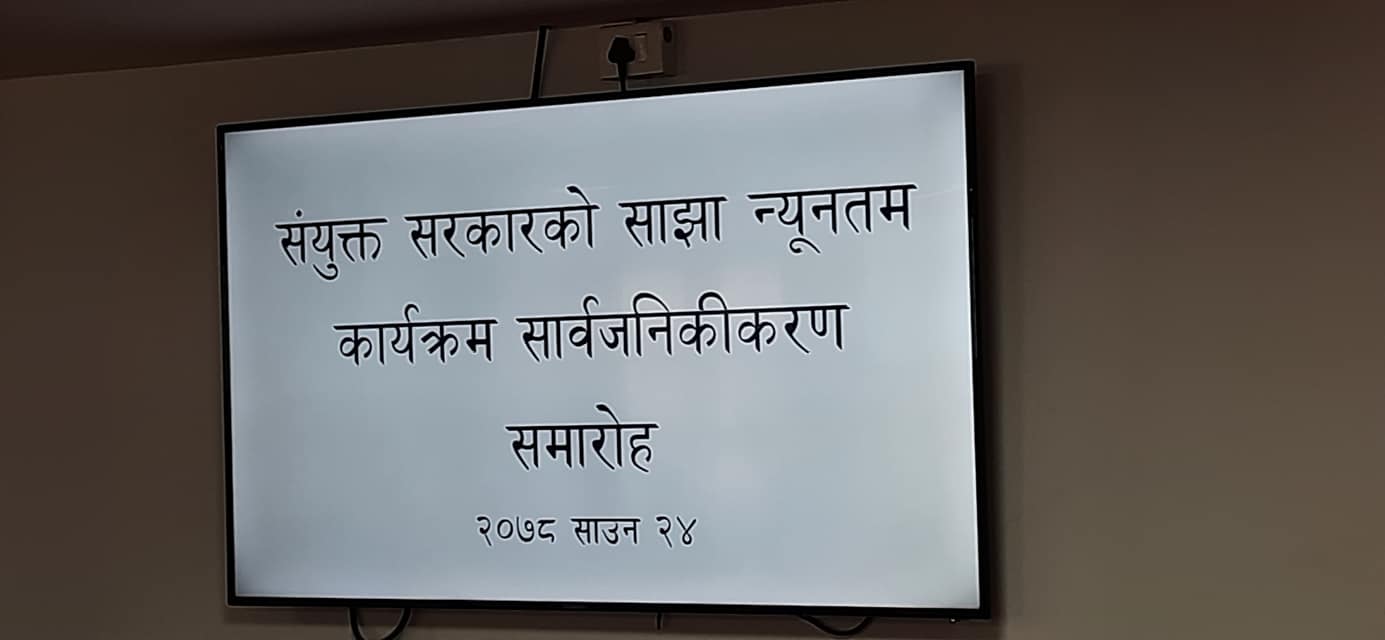 संयुक्त सरकारको साझा न्यूनतम
कार्यक्रम सार्वजनिकीकरण
समारोह
२०७८ साउन २४